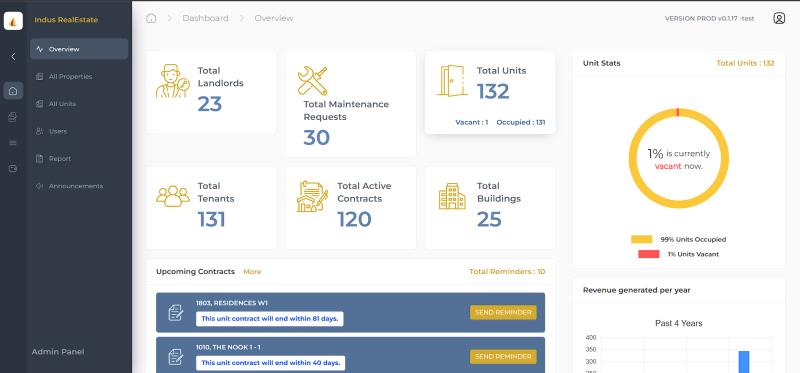 Indus RealEstate
Overview
All Properties
All Units
Users
Report
Announcements
Admin Panel
Dashboard
Overview
VERSION PROD v0.1.17 -test
Total
Landlords
23
Total Maintenance
Requests
30
Total Units
132
Vacant : 1 Occupied : 131
Total
Tenants
131
Total Active
Contracts
120
Total
Buildings
25
Upcoming Contracts More Total Reminders : 10
1803, RESIDENCES W1
This unit contract will end within 81 days.
SEND REMINDER
1010, THE NOOK 1 - 1
This unit contract will end within 40 days.
SEND REMINDER
Unit Stats Total Units : 132
1% is currently
vacant now.
99% Units Occupied
1% Units Vacant
Revenue generated per year
Past 4 Years
400
350
300